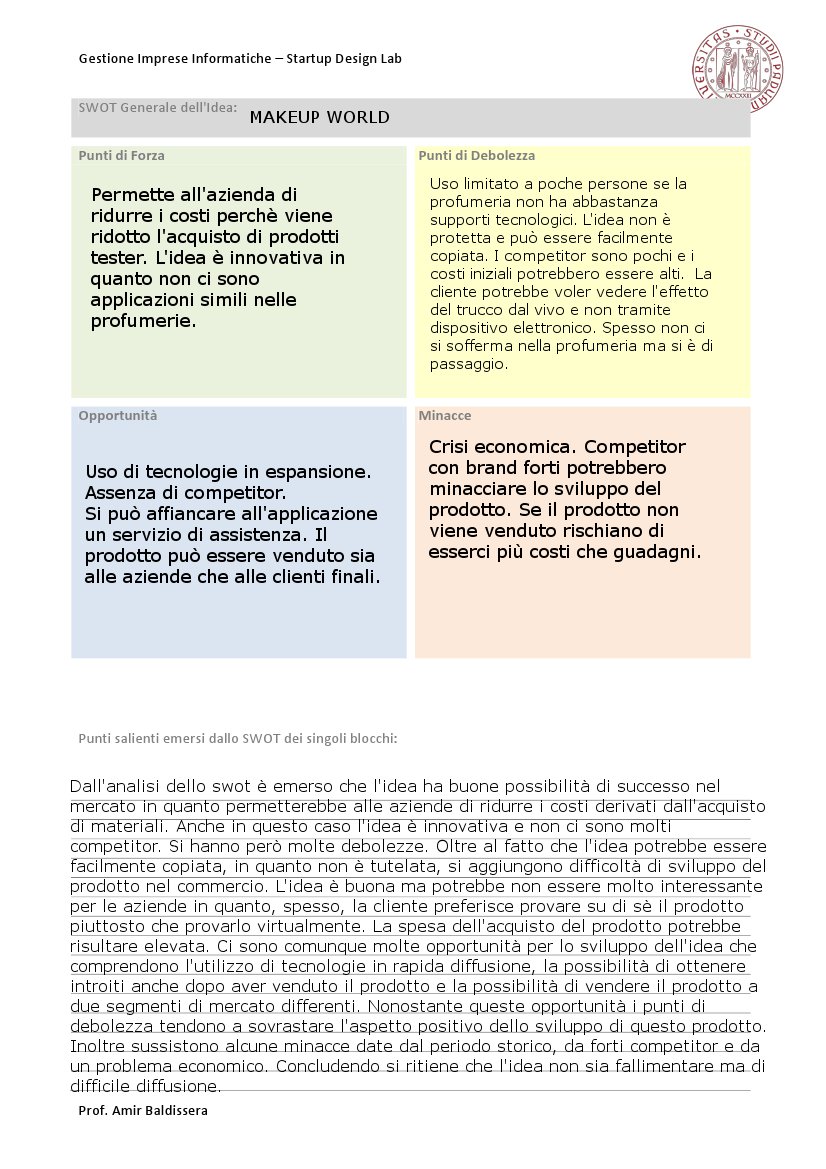 Gestione Imprese Informatiche – Startup Design Lab
SWOT Generale dell'Idea:
MAKEUP WORLD
Punti di Forza
Permette all'azienda di
ridurre i costi perchè viene
ridotto l'acquisto di prodotti
tester. L'idea è innovativa in
quanto non ci sono
applicazioni simili nelle
profumerie.
Punti di Debolezza
Uso limitato a poche persone se la
profumeria non ha abbastanza
supporti tecnologici. L'idea non è
protetta e può essere facilmente
copiata. I competitor sono pochi e i
costi iniziali potrebbero essere alti.  La
cliente potrebbe voler vedere l'effetto
del trucco dal vivo e non tramite
dispositivo elettronico. Spesso non ci
si sofferma nella profumeria ma si è di
passaggio.
Opportunità
Uso di tecnologie in espansione.
Assenza di competitor.
Si può affiancare all'applicazione
un servizio di assistenza. Il
prodotto può essere venduto sia
alle aziende che alle clienti finali.
Minacce
Crisi economica. Competitor
con brand forti potrebbero
minacciare lo sviluppo del
prodotto. Se il prodotto non
viene venduto rischiano di
esserci più costi che guadagni.
Punti salienti emersi dallo SWOT dei singoli blocchi:
Dall'analisi dello swot è emerso che l'idea ha buone possibilità di successo nel
mercato in quanto permetterebbe alle aziende di ridurre i costi derivati dall'acquisto
di materiali. Anche in questo caso l'idea è innovativa e non ci sono molti
competitor. Si hanno però molte debolezze. Oltre al fatto che l'idea potrebbe essere
facilmente copiata, in quanto non è tutelata, si aggiungono difficoltà di sviluppo del
prodotto nel commercio. L'idea è buona ma potrebbe non essere molto interessante
per le aziende in quanto, spesso, la cliente preferisce provare su di sè il prodotto
piuttosto che provarlo virtualmente. La spesa dell'acquisto del prodotto potrebbe
risultare elevata. Ci sono comunque molte opportunità per lo sviluppo dell'idea che
comprendono l'utilizzo di tecnologie in rapida diffusione, la possibilità di ottenere
introiti anche dopo aver venduto il prodotto e la possibilità di vendere il prodotto a
due segmenti di mercato differenti. Nonostante queste opportunità i punti di
debolezza tendono a sovrastare l'aspetto positivo dello sviluppo di questo prodotto.
Inoltre sussistono alcune minacce date dal periodo storico, da forti competitor e da
un problema economico. Concludendo si ritiene che l'idea non sia fallimentare ma di
difficile diffusione.
Prof. Amir Baldissera